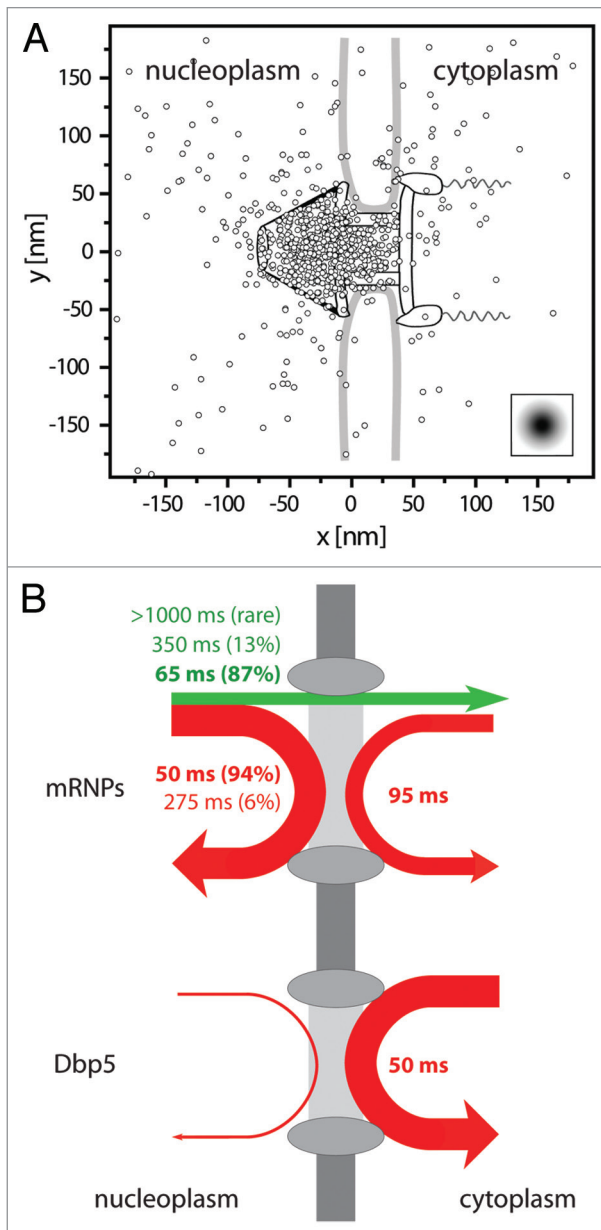 A
nucleoplasm
cytoplasm
150
100
50
0
-50
-100
-150
y [nm]
-150
-100
-50
0
50
100
150
x [nm]
B
>1000 ms (rare)
350 ms (13%)
65 ms (87%)
mRNPs
50 ms (94%)
275 ms (6%)
95 ms
Dbp5
50 ms
nucleoplasm
cytoplasm